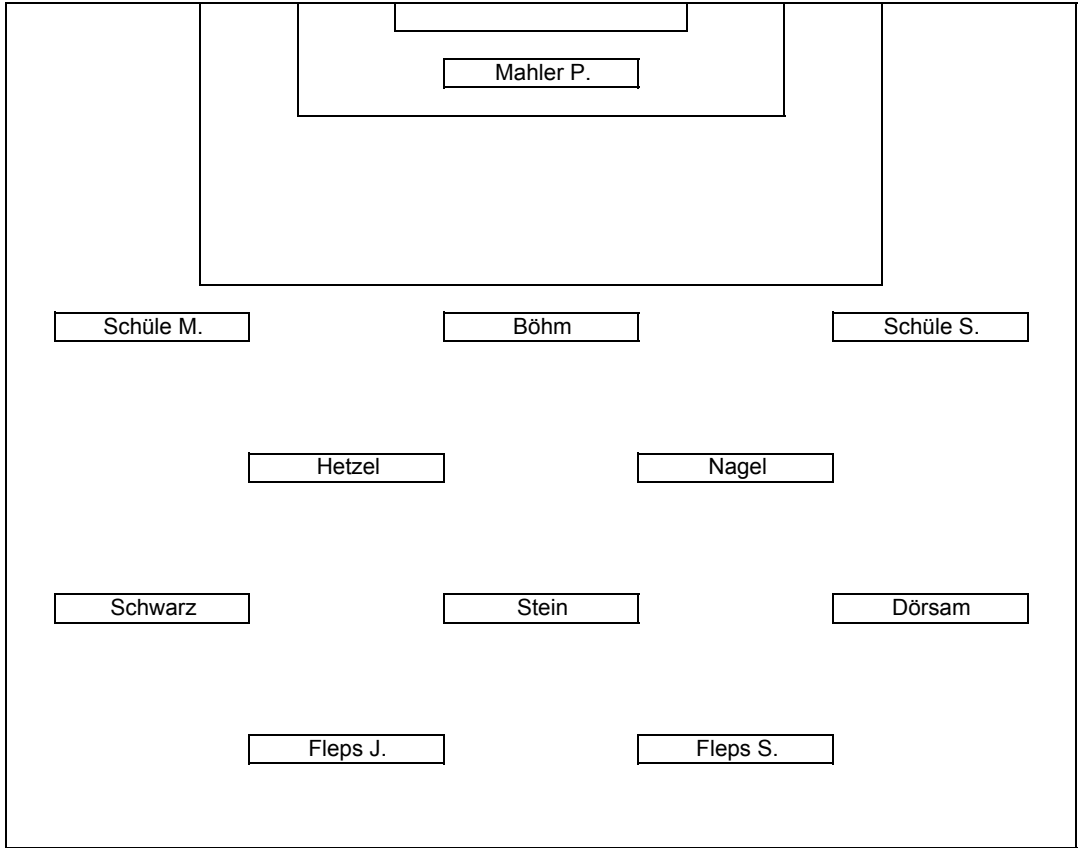 Mahler P.
Schüle M. Böhm Schüle S.
Hetzel Nagel
Schwarz Stein Dörsam
Fleps J. Fleps S.